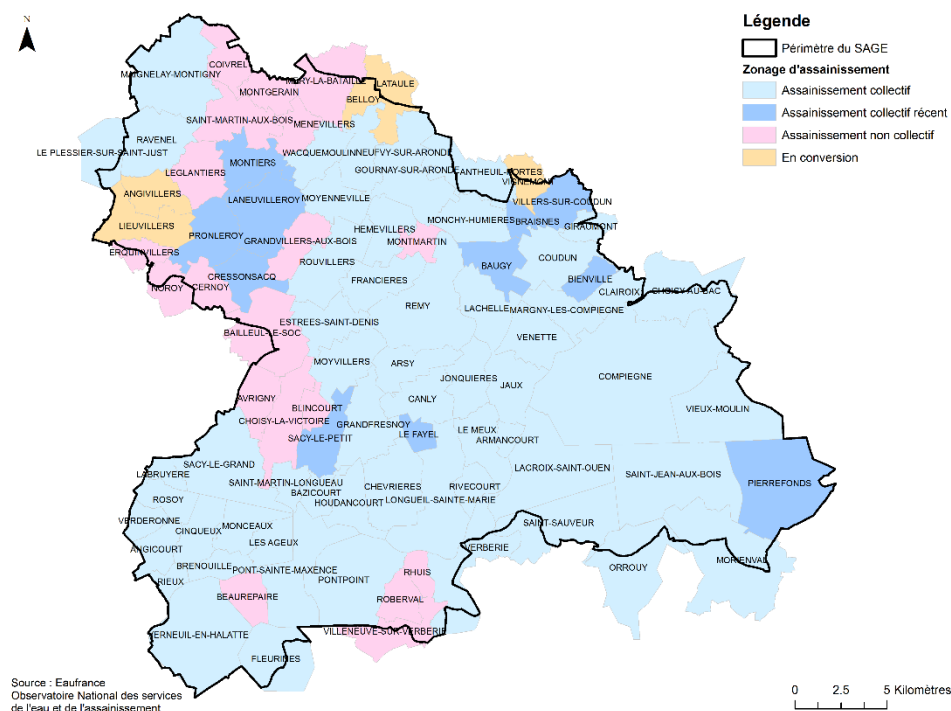 N
Légende
Périmètre du SAGE
Zonage d'assainissement
Assainissement collectif
Assainissement collectif récent
Assainissement non collectif
En conversion
COIVREL
MAIGNELAY-MONTIGNY
MERY-LA-BATAILLE
LATAULE
MONTGERAIN
BELLOY
SAINT-MARTIN-AUX-BOIS
MENEVILLERS
RAVENEL
LE PLESSIER-SUR-SAINT-JUST
WACQUEMOULIN
NEUFVY-SUR-ARONDE
MONTIERS
LEGLANTIERS
GOURNAY-SUR-ARONDE
ANTHEUIL-PORTES
VIGNEMONT
ANGIVILLERS
LANEUVILLEROY
MOYENNEVILLE
VILLERS-SUR-COUDUN
LIEUVILLERS
MONCHY-HUMIERES
BRAISNES
GIRAUMONT
PRONLEROY
HEMEVILLERS
GRANDVILLERS-AUX-BOIS
MONTMARTIN
ERQUINVILLERS
ROUVILLERS
BAUGY
COUDUN
CRESSONSACQ
FRANCIERES
BIENVILLE
NOROY
CERNOY
CLAIROIX
CHOISY-AU-BAC
REMY
LACHELLE
MARGNY-LES-COMPIEGNE
ESTREES-SAINT-DENIS
BAILLEUL-LE-SOC
VENETTE
MOYVILLERS
ARSY
JONQUIERES
JAUX
COMPIEGNE
AVRIGNY
CANLY
BLINCOURT
VIEUX-MOULIN
CHOISY-LA-VICTOIRE
GRANDFRESNOY
LE FAYEL
LE MEUX
SACY-LE-PETIT
ARMANCOURT
SACY-LE-GRAND
LACROIX-SAINT-OUEN
LABRUYERE
SAINT-JEAN-AUX-BOIS
SAINT-MARTIN-LONGUEAU
CHEVRIERES
RIVECOURT
PIERREFONDS
BAZICOURT
ROSOY
HOUDANCOURT
LONGUEIL-SAINTE-MARIE
VERDERONNE
MONCEAUX
SAINT-SAUVEUR
CINQUEUX
LES AGEUX
ANGICOURT
VERBERIE
MORIENVAL
BRENOUILLE
PONT-SAINTE-MAXENCE
ORROUY
RIEUX
PONTPOINT
RHUIS
BEAUREPAIRE
ROBERVAL
VERNEUIL-EN-HALATTE
VILLENEUVE-SUR-VERBERIE
FLEURINES
Source : Eaufrance
Observatoire National des services
de l'eau et de l'assainissement
0 2.5 5 Kilomètres